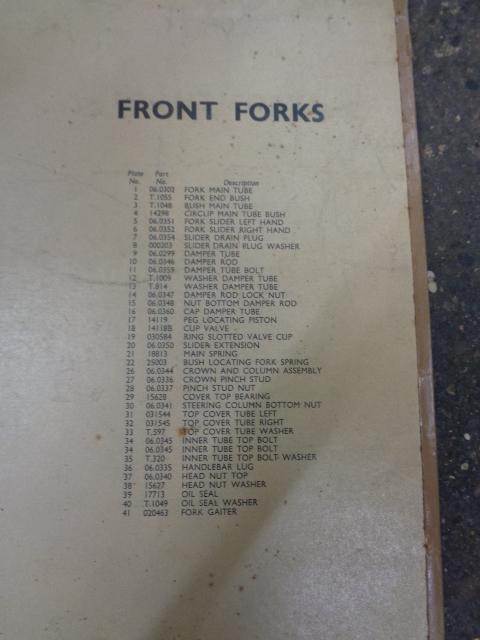 FRONT FORKS
Plate Part
No. No. Description
1 06.0302 FORK MAIN TUBE
2 T.1055 FORK END BUSH
3 T.1048 BUSH MAIN TUBE
4 14298 CIRCLIP MAIN TUBE BUSH
5 06.0351 FORK SLIDER LEFT HAND
6 06.0352 FORK SLIDER RIGHT HAND
7 06.0354 SLIDER DRAIN PLUG
8 000203 SLIDER DRAIN PLUG WASHER
9 06.0299 DAMPER TUBE
10 06.0346 DAMPER ROD
11 06.0359 DAMPER TUBE BOLT
12 T.1009 WASHER DAMPER TUBE
13 T.814 WASHER DAMPER TUBE
14 06.0347 DAMPER ROD LOCK NUT
15 06.0348 NUT BOTTOM DAMPER ROD
16 06.0360 CAP DAMPER TUBE
17 14119 PEG LOCATING PISTON
18 14118B CUP VALVE
19 030584 RING SLOTTED VALVE CUP
20 06.0350 SLIDER EXTENSION
21 18813 MAIN SPRING
22 25003 BUSH LOCATING FORK SPRING
26 06.0344 CROWN AND COLUMN ASSEMBLY
27 06.0336 CROWN PINCH STUD
28 06.0337 PINCH STUD NUT
29 15628 COVER TOP BEARING
30 06.0341 STEERING COLUMN BOTTOM NUT
31 031544 TOP COVER TUBE LEFT
32 031545 TOP COVER TUBE RIGHT
33 T.597 TOP COVER TUBE WASHER
34 06.0345 INNER TUBE TOP BOLT
34 06.0345 INNER TUBE TOP BOLT
35 T.320 INNER TUBE TOP BOLT WASHER
36 06.0335 HANDLEBAR LUG
37 06.0340 HEAD NUT TOP
38 15627 HEAD NUT WASHER
39 17713 OIL SEAL
40 T.1049 OIL SEAL WASHER
41 020463 FORK GAITER